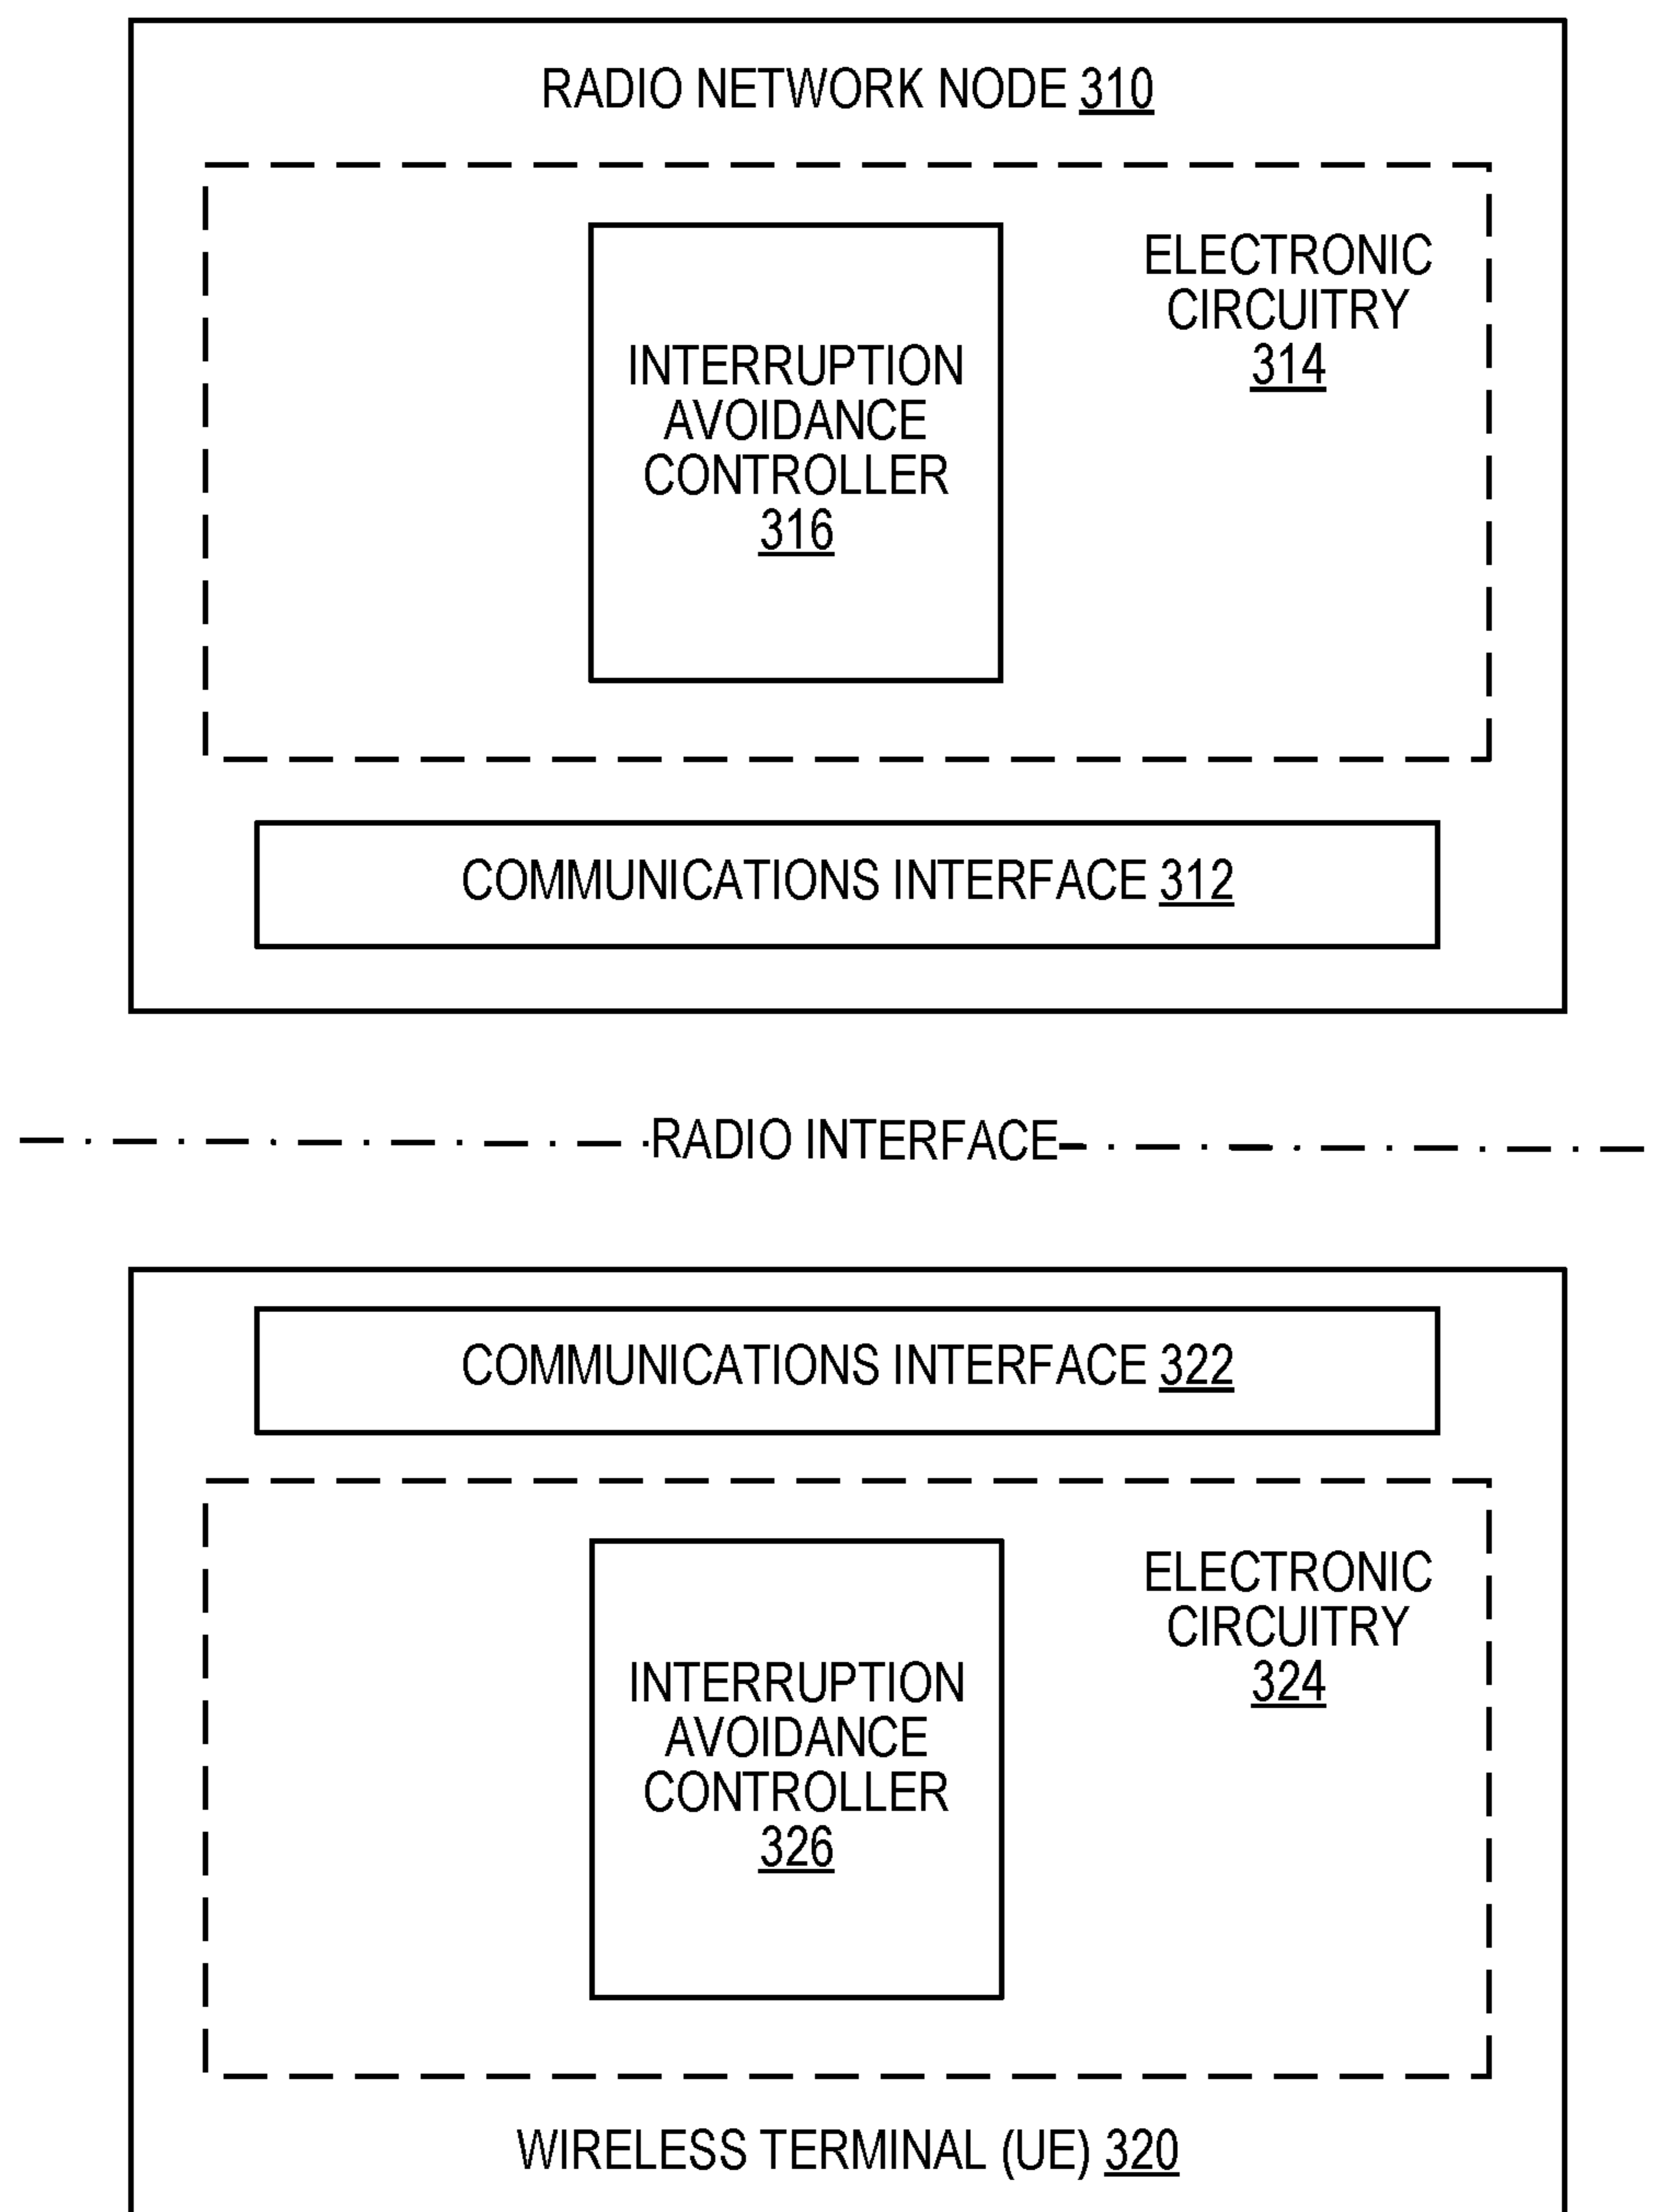 RADIO NETWORK NODE 310
ELECTRONIC
CIRCUITRY
314
INTERRUPTION
AVOIDANCE
CONTROLLER
316
COMMUNICATIONS INTERFACE 312
RADIO INTERFACE
COMMUNICATIONS INTERFACE 322
ELECTRONIC
CIRCUITRY
324
INTERRUPTION
AVOIDANCE
CONTROLLER
326
WIRELESS TERMINAL (UE) 320